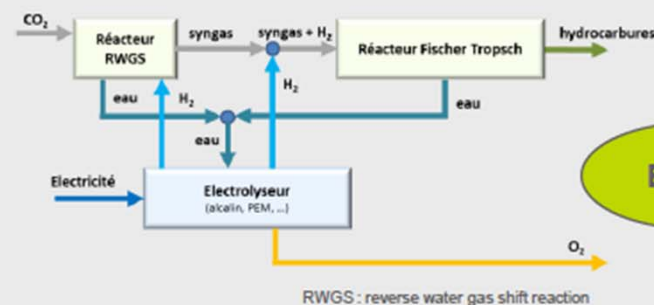 CO₂
Réacteur
RWGS
syngas
syngas + H₂
Réacteur Fischer Tropsch
hydrocarbures
eau
H₂
H₂
eau
eau
Electricité
Electrolyseur
(alcalin, PEM, ...)
O₂
RWGS : reverse water gas shift reaction